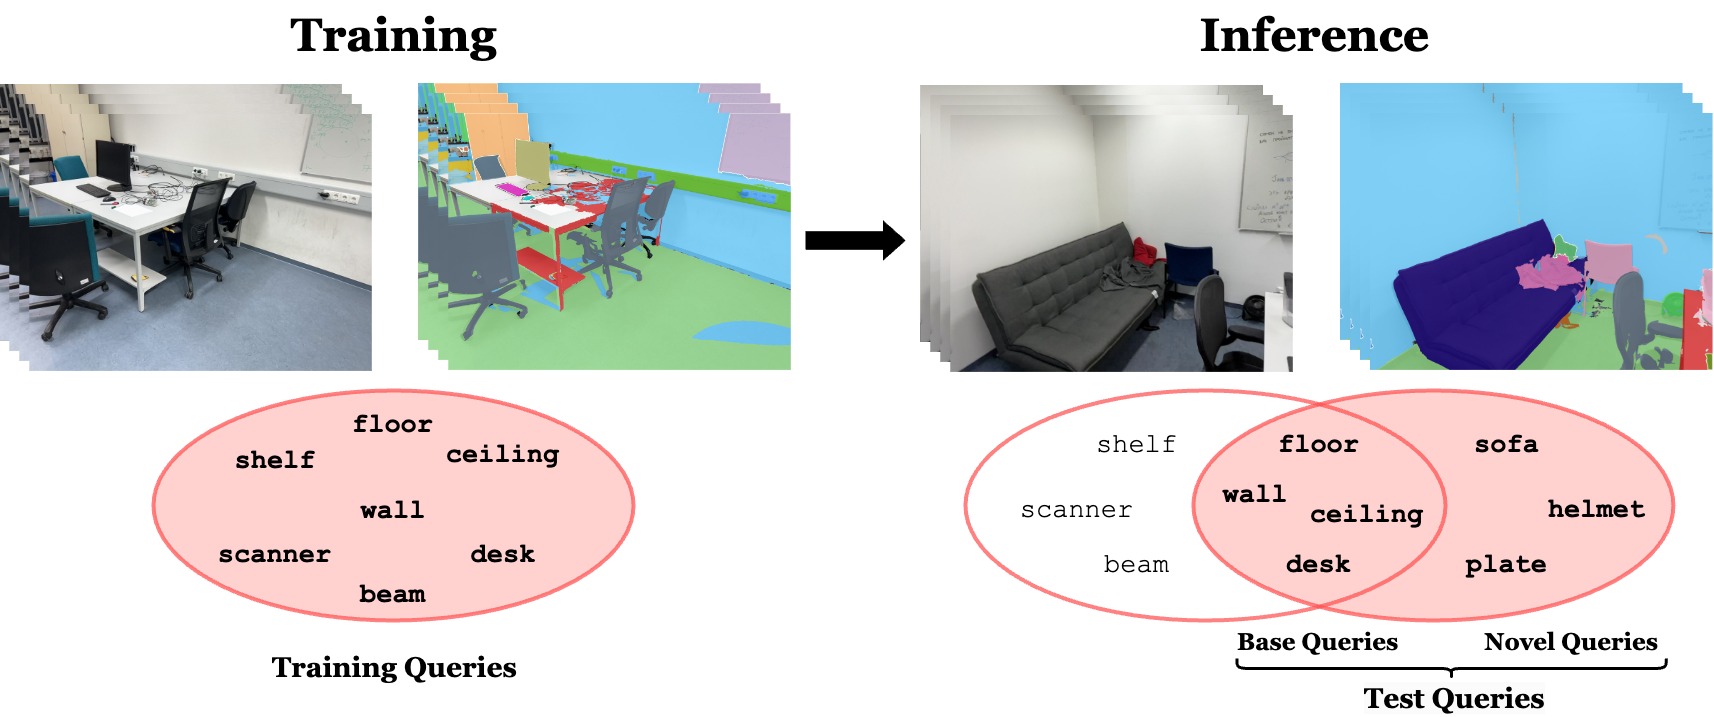 Training
Inference
floor
shelf
ceiling
wall
scanner
desk
beam
Training Queries
shelf
floor
sofa
wall
scanner
ceiling
helmet
beam
desk
plate
Base Queries
Novel Queries
Test Queries